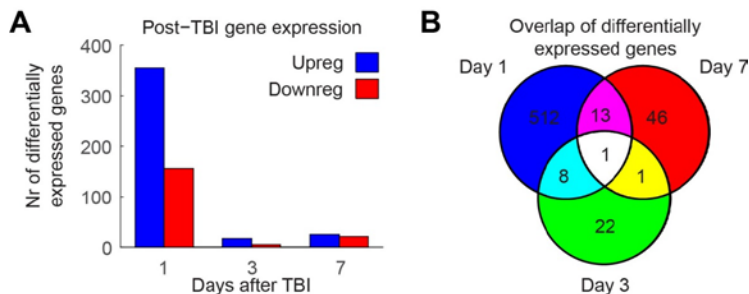 A
Post-TBI gene expression
400
300
200
100
0
Nr of differentially
expressed genes
Upreg
Downreg
1 3 7
Days after TBI
B
Overlap of differentially
expressed genes
Day 1
Day 7
512
13
46
1
8
1
22
Day 3